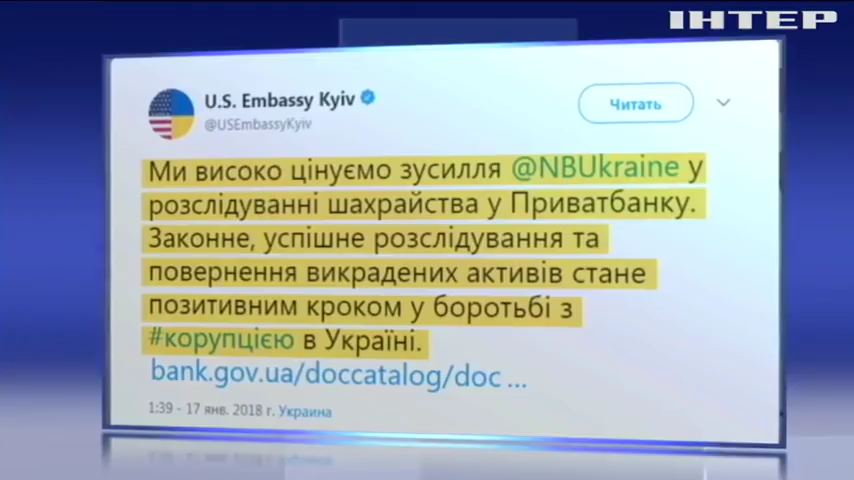 ІНТЕР
U.S. Embassy Kyiv
@USEmbassyKyiv
Читать
Ми високо цінуємо зусилля @NBUkraine у
розслідуванні шахрайства у Приватбанку.
Законне, успішне розслідування та
повернення викрадених активів стане
позитивним кроком у боротьбі з
#корупцією в Україні.
bank.gov.ua/doccatalog/doc ...
1:39 - 17 янв. 2018 г. Украина